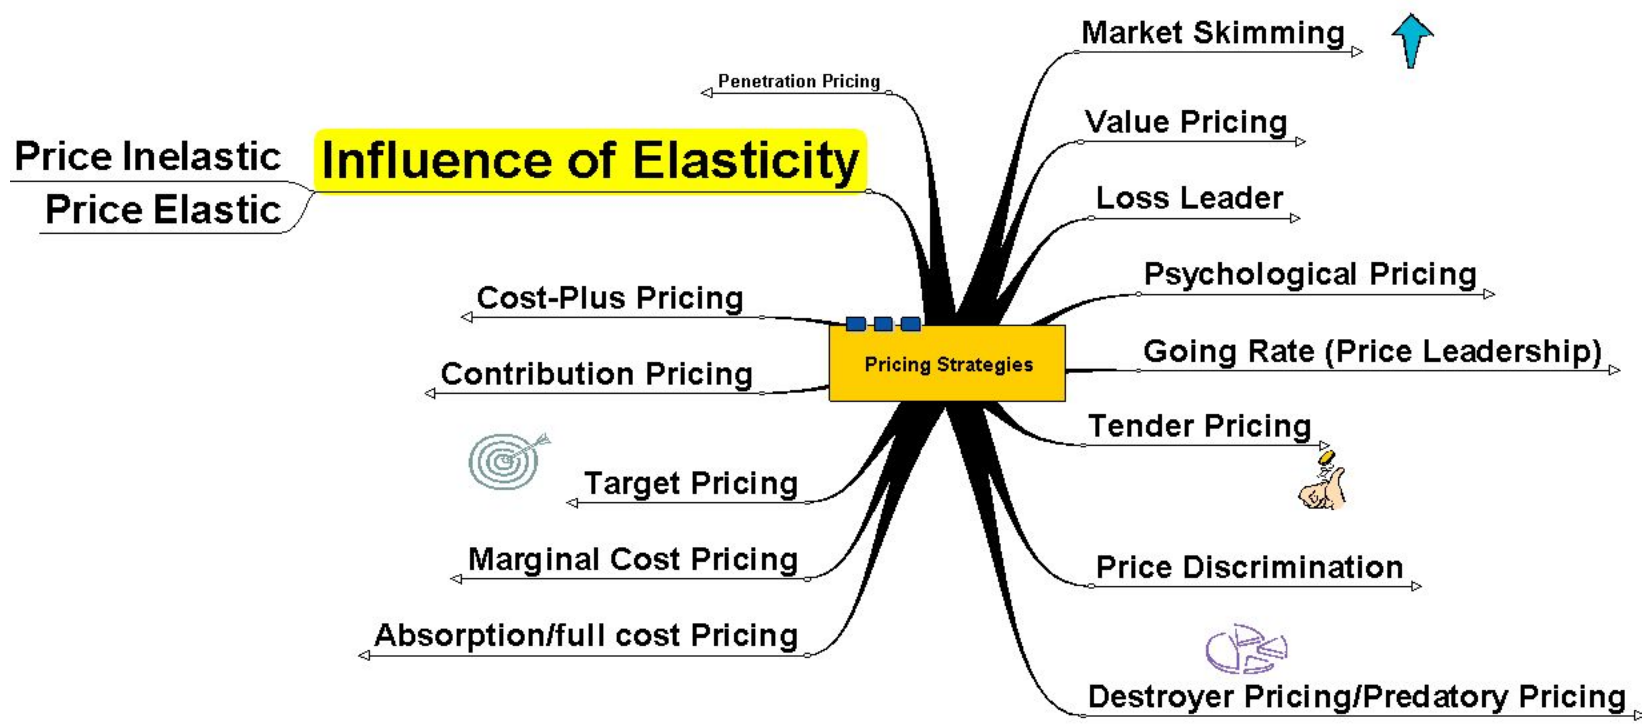 Market Skimming
Penetration Pricing
Value Pricing
Influence of Elasticity
Price Inelastic
Price Elastic
Loss Leader
Psychological Pricing
Cost-Plus Pricing
Pricing Strategies
Going Rate (Price Leadership)
Contribution Pricing
Tender Pricing
Target Pricing
Marginal Cost Pricing
Price Discrimination
Absorption/full cost Pricing
Destroyer Pricing/Predatory Pricing